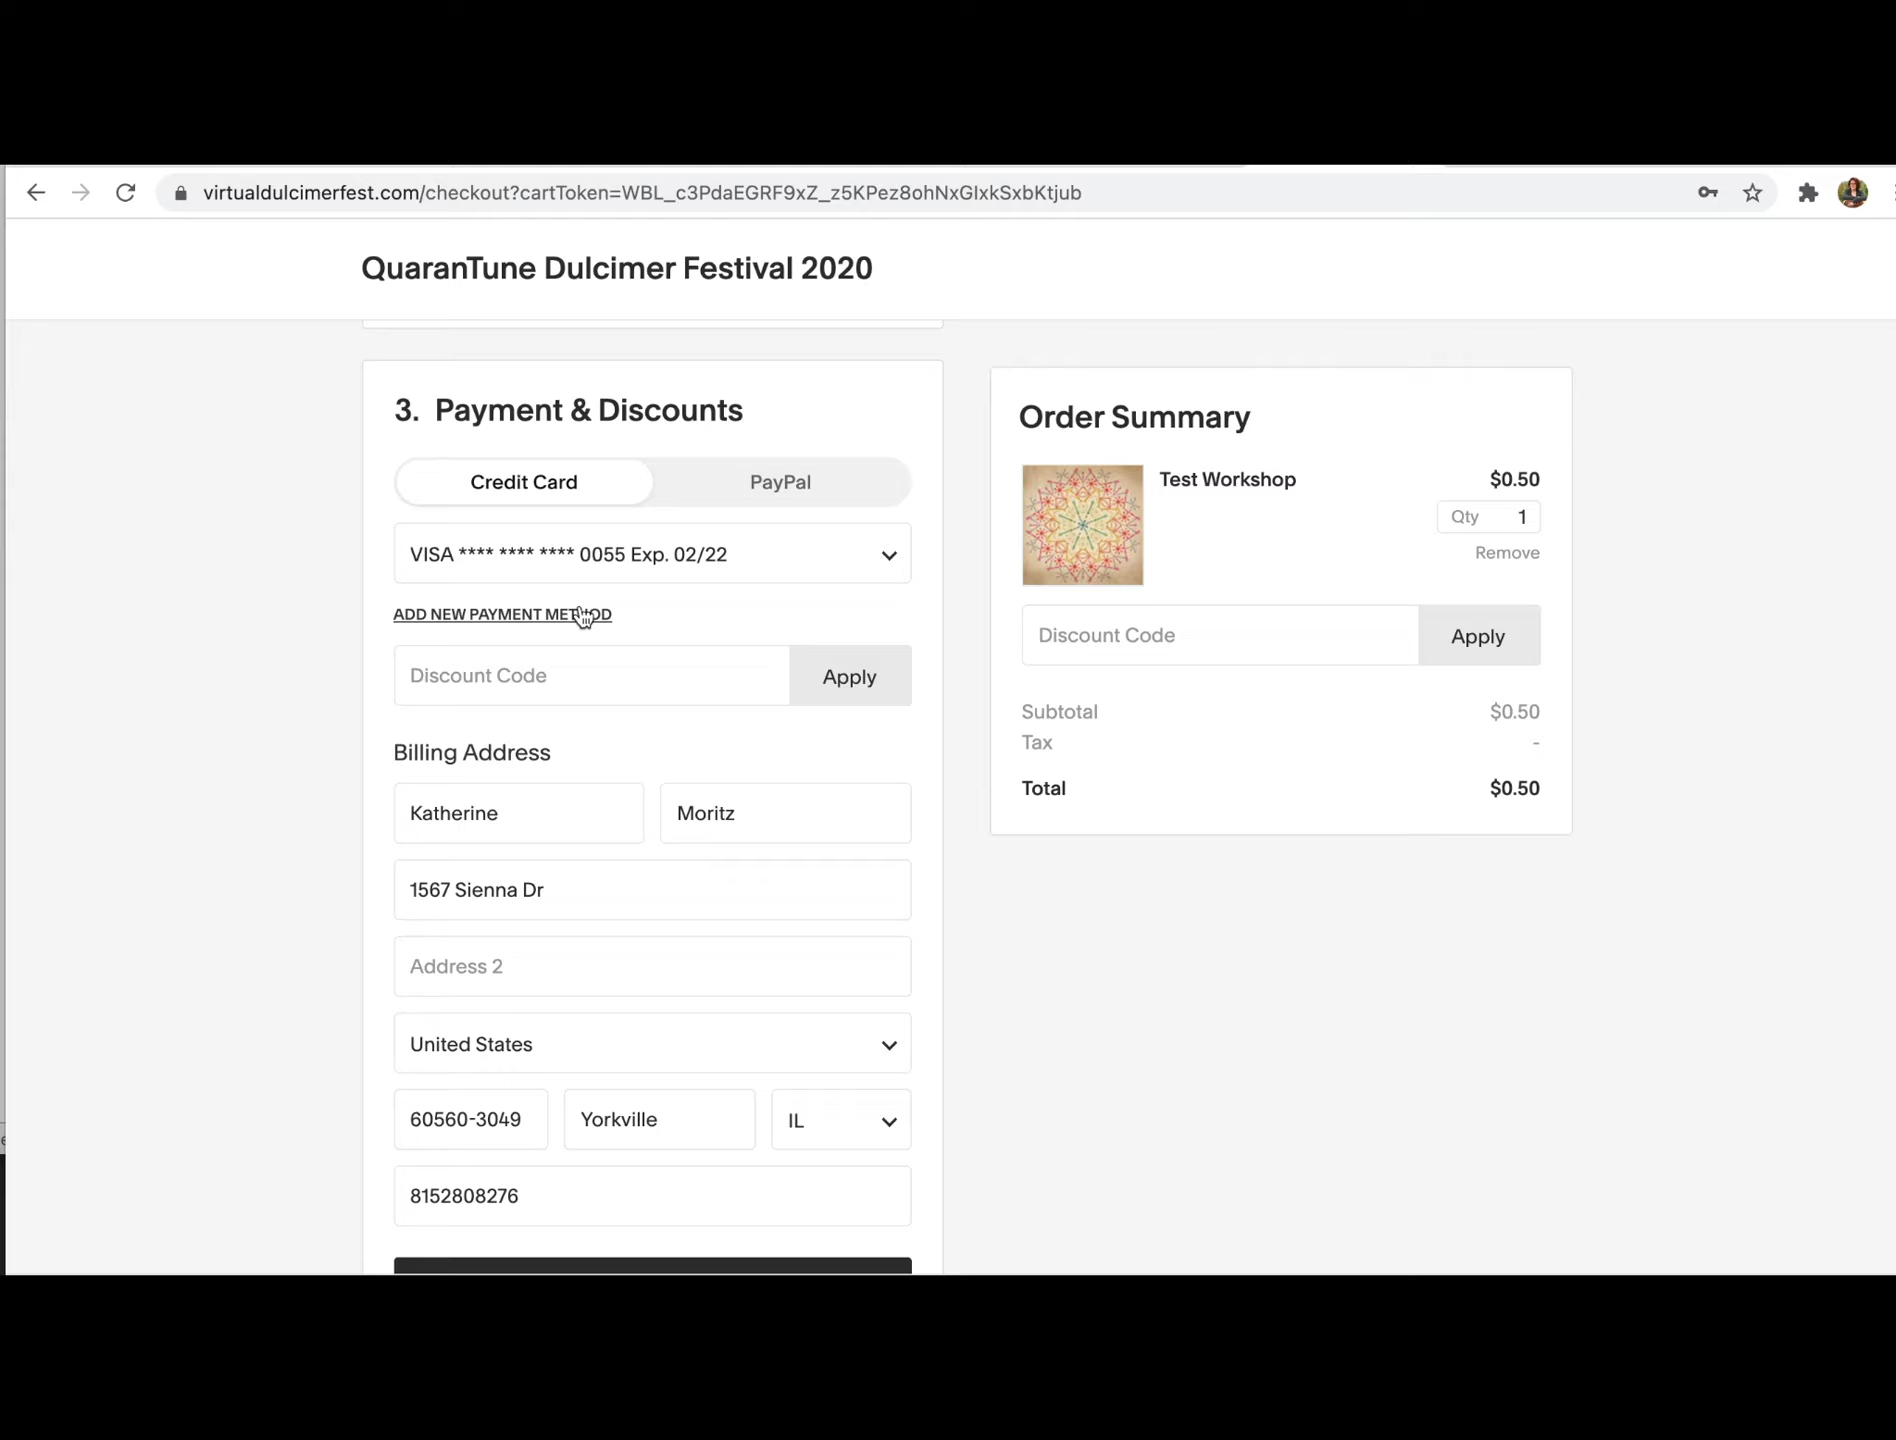 virtualdulcimerfest.com/checkout?cartToken=WBL_c3PdaEGRF9xZ_z5KPez8ohNxGIxkSxbKtjub
QuaranTune Dulcimer Festival 2020
3. Payment & Discounts
Credit Card
PayPal
VISA **** **** **** 0055 Exp. 02/22
ADD NEW PAYMENT METHOD
Discount Code
Apply
Billing Address
Katherine
Moritz
1567 Sienna Dr
Address 2
United States
60560-3049
Yorkville
IL
8152808276
Order Summary
Test Workshop
$0.50
Qty 1
Remove
Discount Code
Apply
Subtotal
$0.50
Tax
-
Total
$0.50